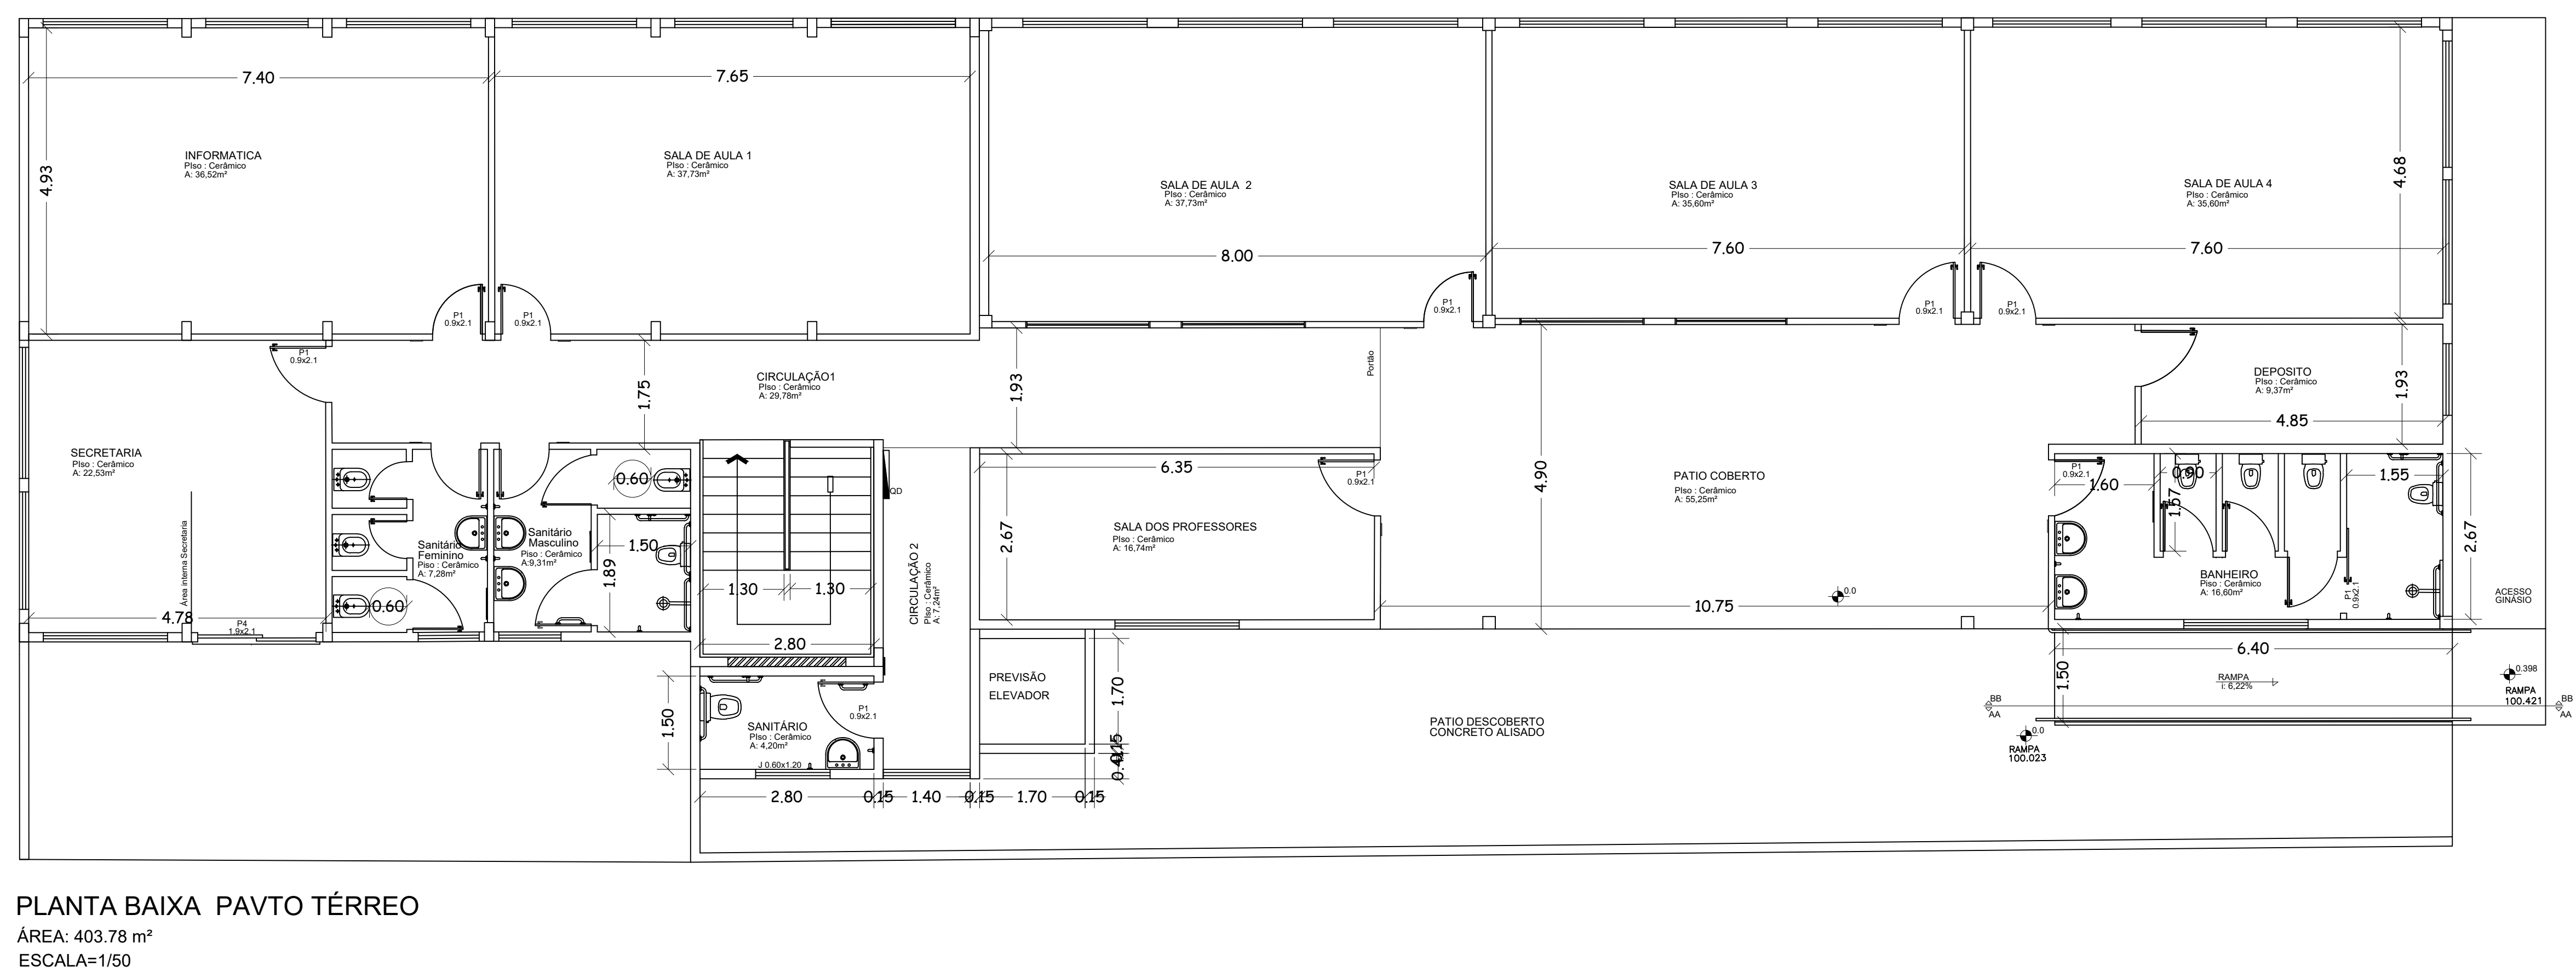 7.40
7.65
4.93
INFORMATICA
PIso : Cerâmico
A: 36,52m²
SALA DE AULA 1
PIso : Cerâmico
A: 37,73m²
SALA DE AULA  2
PIso : Cerâmico
A: 37,73m²
8.00
SALA DE AULA 3
PIso : Cerâmico
A: 35,60m²
7.60
SALA DE AULA 4
PIso : Cerâmico
A: 35,60m²
7.60
4.68
P1
0.9x2.1
P1
0.9x2.1
P1
0.9x2.1
P1
0.9x2.1
P1
0.9x2.1
P1
0.9x2.1
1.75
CIRCULAÇÃO1
PIso : Cerâmico
A: 29,78m²
1.93
Portão
DEPOSITO
PIso : Cerâmico
A: 9,37m²
4.85
1.93
SECRETARIA
PIso : Cerâmico
A: 22,53m²
Área interna Secretaria
4.78
P4
1.9x2.1
0.60
Sanitário
Feminino
Piso : Cerâmico
A: 7,28m²
Sanitário
Masculino
Piso : Cerâmico
A:9,31m²
0.60
1.50
1.89
1.30
1.30
2.80
QD
CIRCULAÇÃO 2
PIso : Cerâmico
A: 7,24m²
6.35
2.67
SALA DOS PROFESSORES
PIso : Cerâmico
A: 16,74m²
P1
0.9x2.1
4.90
PATIO COBERTO
PIso : Cerâmico
A: 55,25m²
0.0
10.75
P1
0.9x2.1
1.60
0.90
1.57
1.55
2.67
BANHEIRO
Piso : Cerâmico
A: 16,60m²
P1
0.9x2.1
ACESSO
GINÁSIO
6.40
1.50
RAMPA
i: 6,22%
0.398
RAMPA
100.421
BB
AA
BB
AA
0.0
RAMPA
100.023
1.50
SANITÁRIO
PIso : Cerâmico
A: 4,20m²
P1
0.9x2.1
J 0.60x1.20
PREVISÃO
ELEVADOR
1.70
0.15
PATIO DESCOBERTO
CONCRETO ALISADO
2.80
0.15
1.40
0.15
1.70
0.15
PLANTA BAIXA  PAVTO TÉRREO
ÁREA: 403.78 m²
ESCALA=1/50